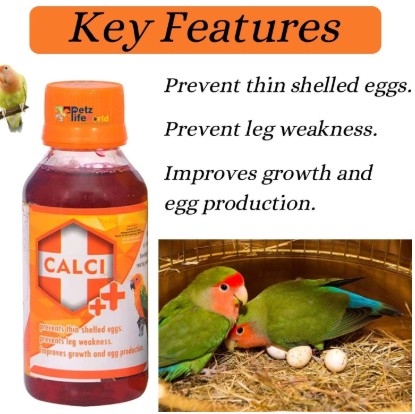 Key Features
Prevent thin shelled eggs.
Prevent leg weakness.
Improves growth and
egg production.
Petz
life World
CALCI
++
prevents thin shelled eggs.
prevents leg weakness.
improves growth and egg production.